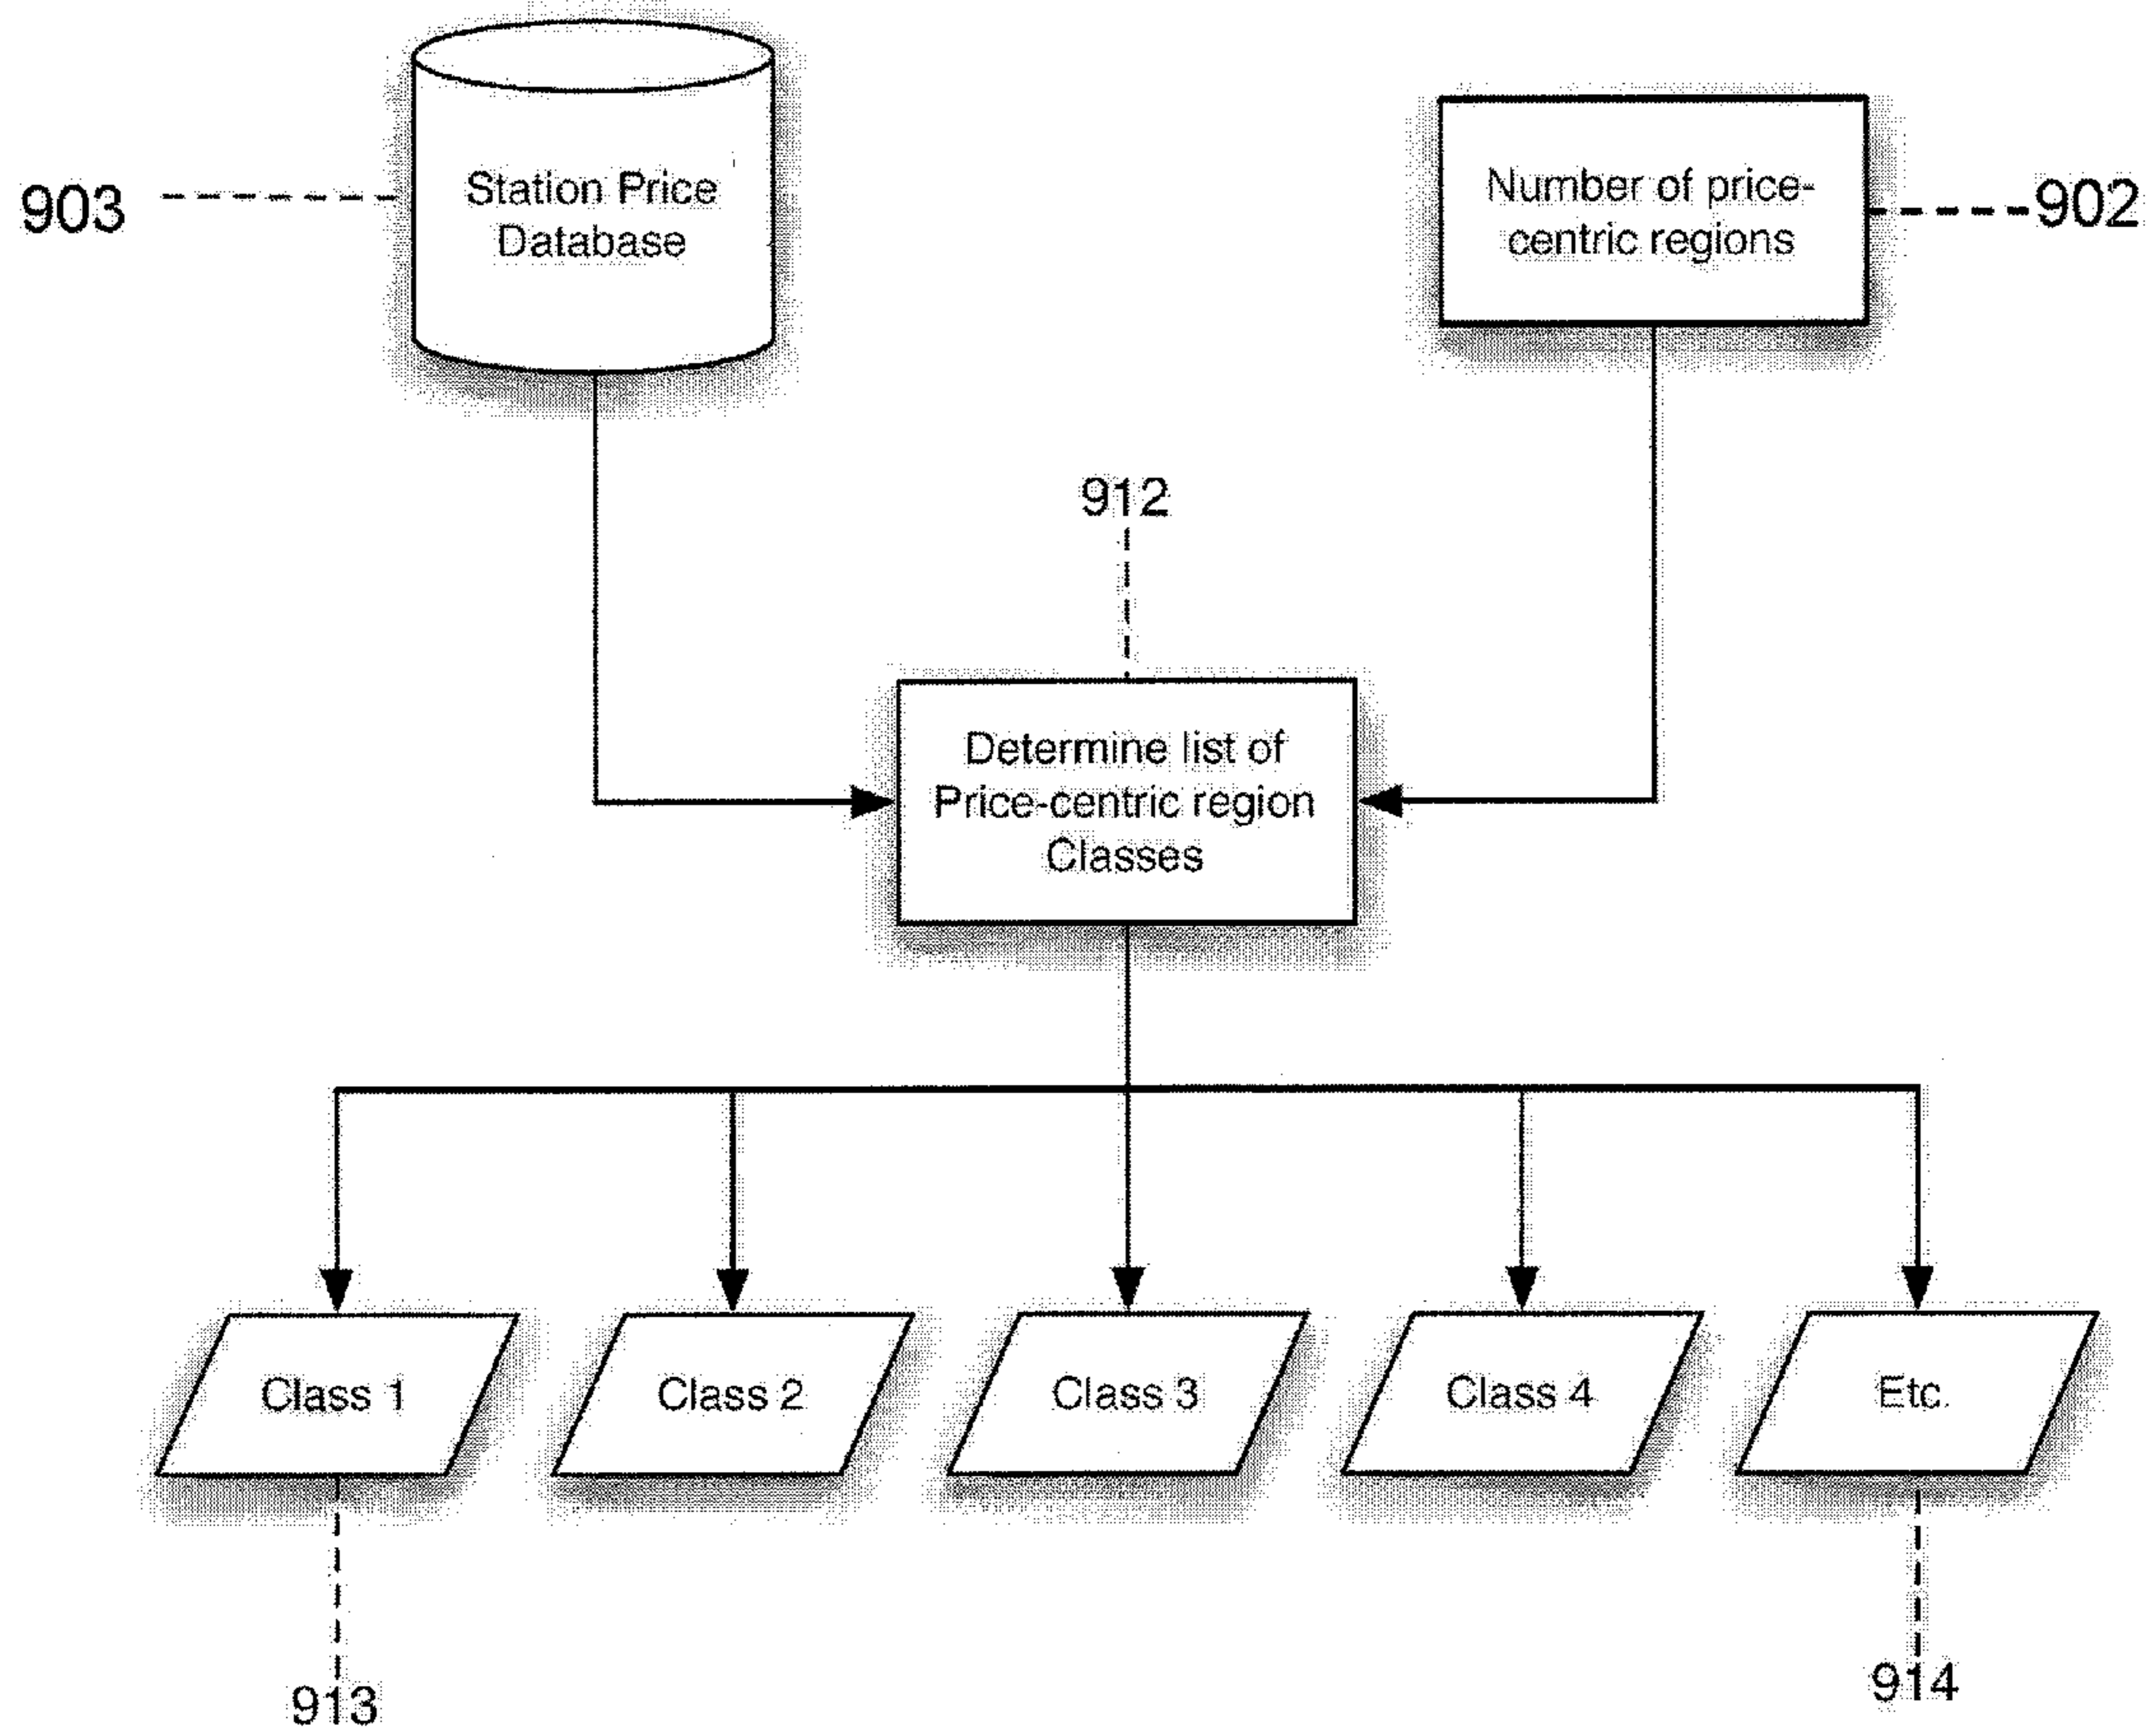 903
Station Price
Database
Number of price-
centric regions
902
912
Determine list of
Price-centric region
Classes
Class 1
Class 2
Class 3
Class 4
Etc.
913
914